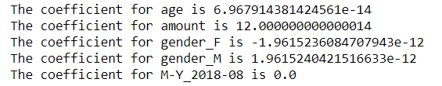 The coefficient for age is 6.967914381424561e-14
The coefficient for amount is 12.000000000000014
The coefficient for gender_F is -1.9615236084707943e-12
The coefficient for gender_M is 1.9615240421516633e-12
The coefficient for M-Y_2018-08 is 0.0